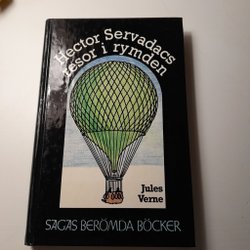 Hector Servadacs
resor i rymden
Jules
Verne
SAGAS BERÖMDA BÖCKER